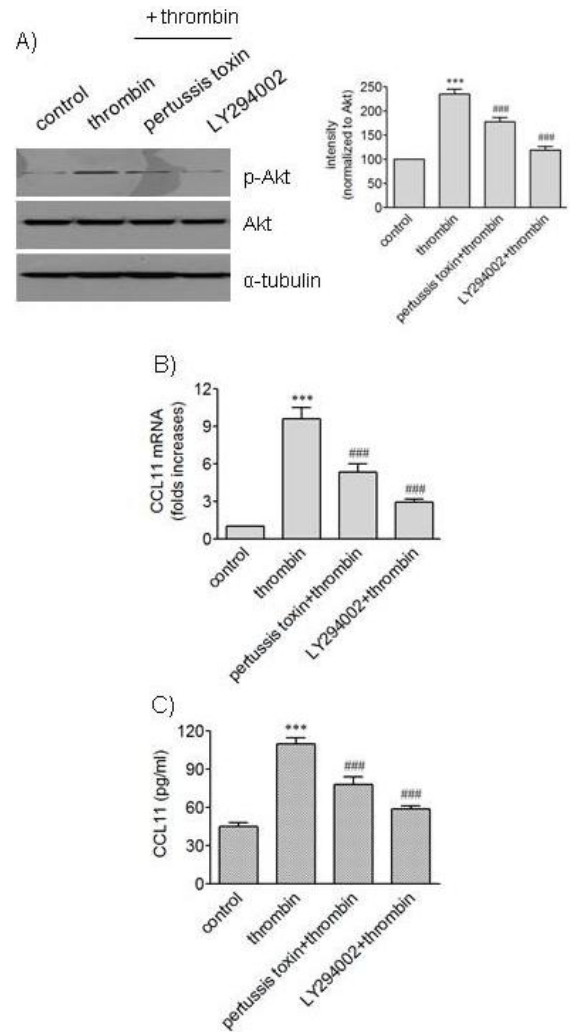 A)
+ thrombin
control
thrombin
pertussis toxin
LY294002
p-Akt
Akt
α-tubulin
intensity
(normalized to Akt)
250
200
150
100
50
***
###
###
control
thrombin
pertussis toxin+thrombin
LY294002+thrombin
B)
CCL11 mRNA
(folds increases)
12
9
6
3
0
***
###
###
control
thrombin
pertussis toxin+thrombin
LY294002+thrombin
C)
CCL11 (pg/ml)
120
90
60
30
0
***
###
###
control
thrombin
pertussis toxin+thrombin
LY294002+thrombin